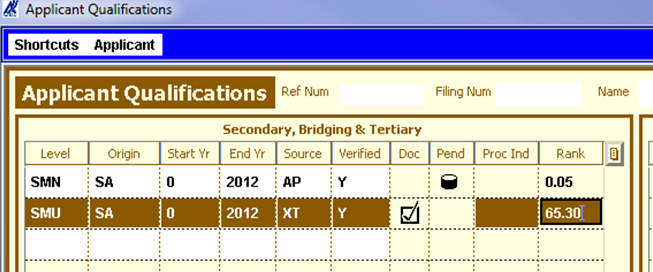 Applicant Qualifications
Shortcuts Applicant
Applicant Qualifications Ref Num Filing Num Name
Secondary, Bridging & Tertiary
Level Origin Start Yr End Yr Source Verified Doc Pend Proc Ind Rank
SMN SA 0 2012 AP Y 0.05
SMU SA 0 2012 XT Y 65.30